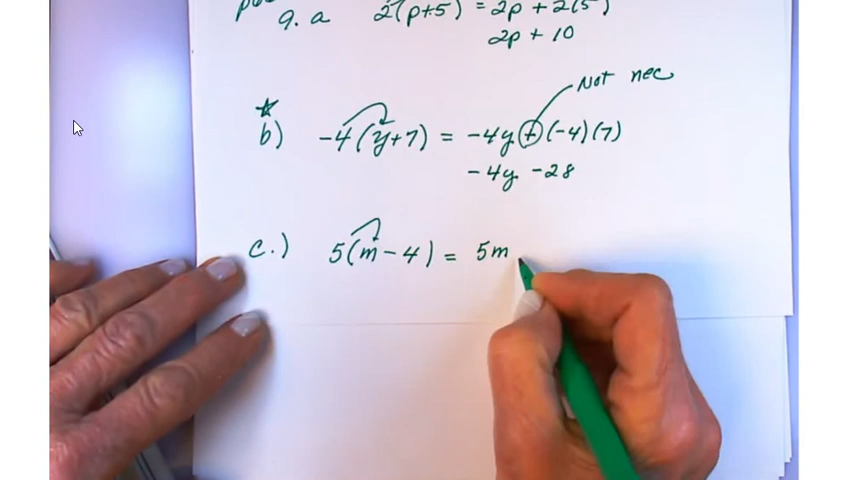 9. a 2(p+5) = 2p + 2(5)
2p + 10
Not nec
b) -4(y+7) = -4y + (-4)(7)
-4y -28
c.) 5(m-4) = 5m